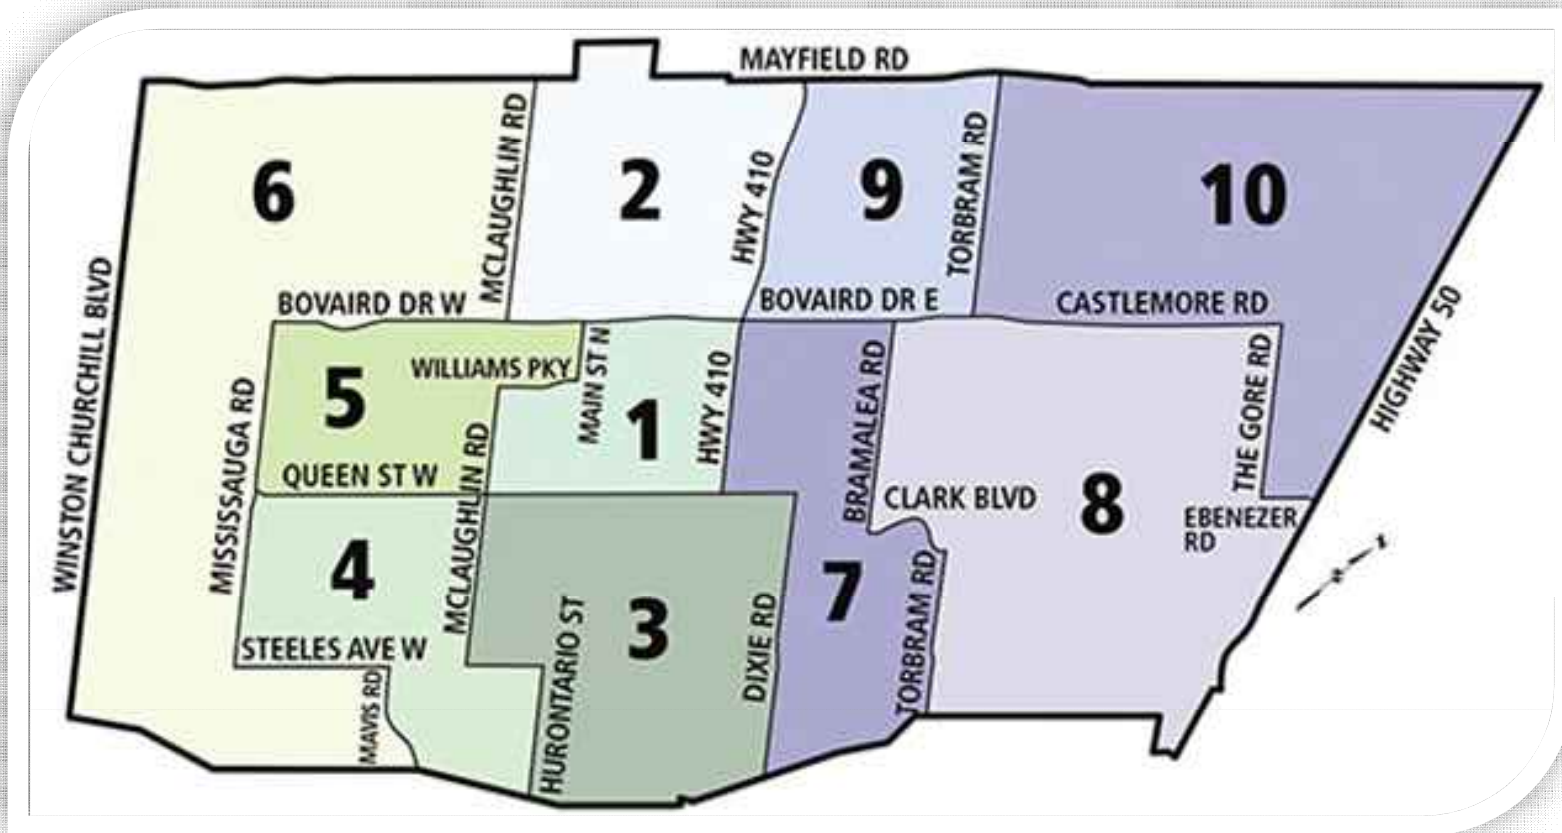 MAYFIELD RD
6
2
9
10
MCLAUGHLIN RD
HWY 410
TORBRAM RD
WINSTON CHURCHILL BLVD
BOVAIRD DR W
BOVAIRD DR E
CASTLEMORE RD
HIGHWAY 50
5
WILLIAMS PKY
MAIN ST N
1
HWY 410
BRAMALEA RD
THE GORE RD
MISSISSAUGA RD
QUEEN ST W
MCLAUGHLIN RD
CLARK BLVD
8
EBENEZER
RD
4
3
7
STEELES AVE W
HURONTARIO ST
DIXIE RD
TORBRAM RD
MAVIS RD